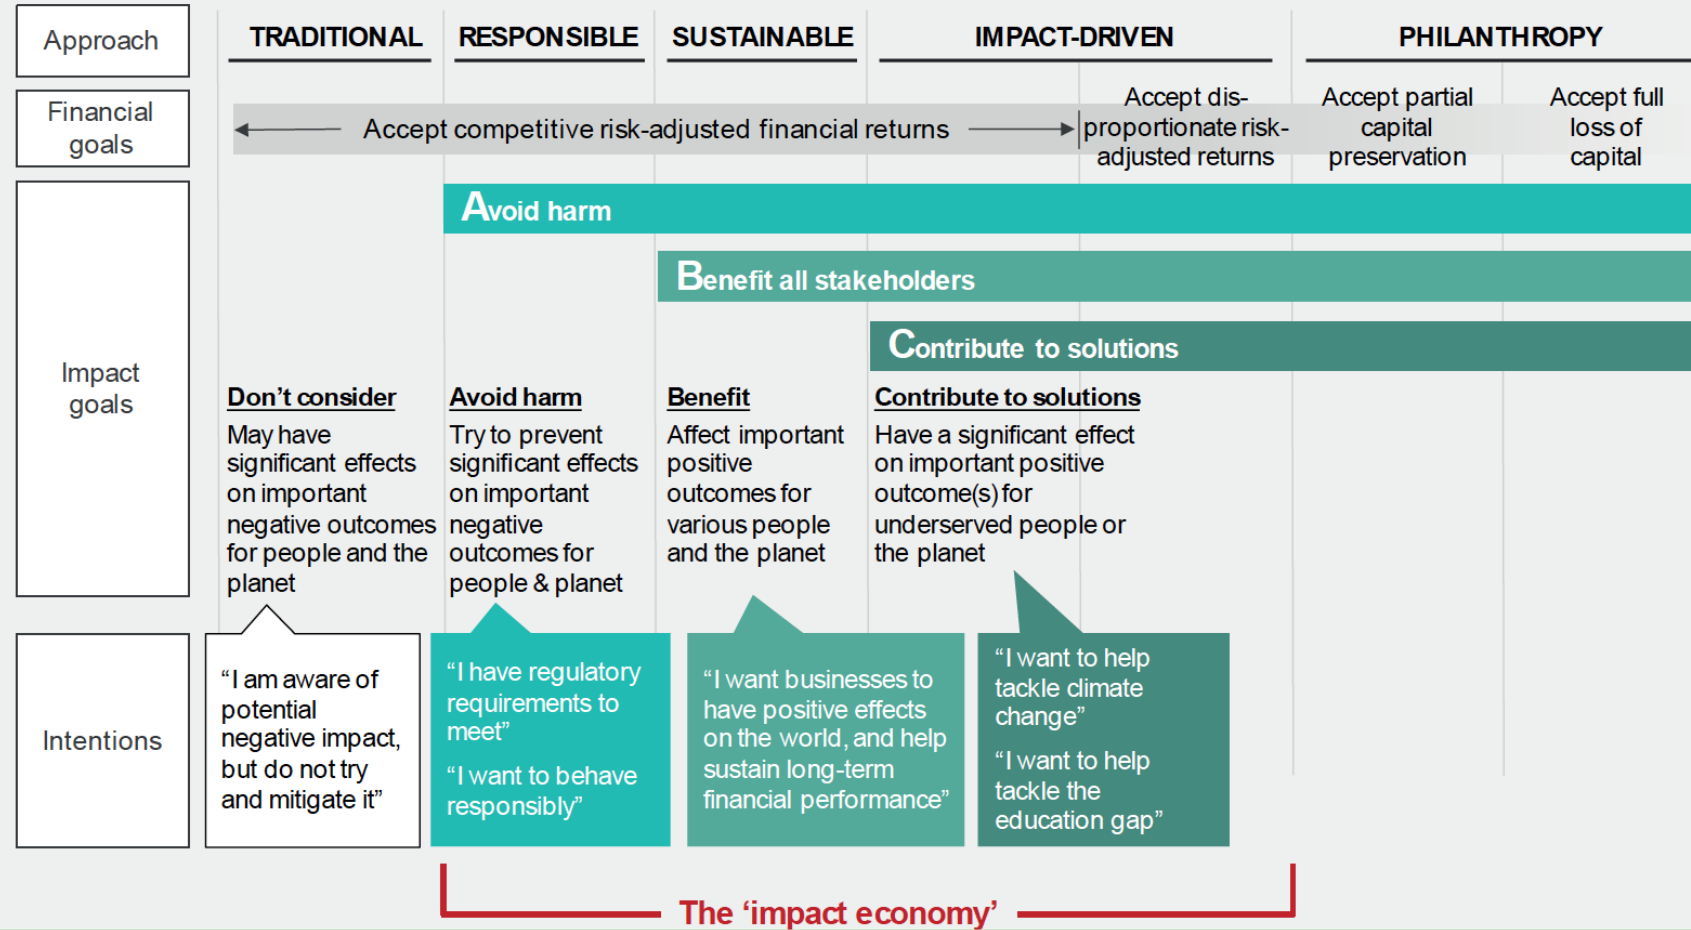 Approach
TRADITIONAL
RESPONSIBLE
SUSTAINABLE
IMPACT-DRIVEN
PHILANTHROPY
Financial
goals
Accept competitive risk-adjusted financial returns
Accept dis-
proportionate risk-
adjusted returns
Accept partial
capital
preservation
Accept full
loss of
capital
Impact
goals
Avoid harm
Benefit all stakeholders
Contribute to solutions
Don’t consider
May have
significant effects
on important
negative outcomes
for people and the
planet
Avoid harm
Try to prevent
significant effects
on important
negative
outcomes for
people & planet
Benefit
Affect important
positive
outcomes for
various people
and the planet
Contribute to solutions
Have a significant effect
on important positive
outcome(s) for
underserved people or
the planet
Intentions
“I am aware of
potential
negative impact,
but do not try
and mitigate it”
“I have regulatory
requirements to
meet”
“I want to behave
responsibly”
“I want businesses to
have positive effects
on the world, and help
sustain long-term
financial performance”
“I want to help
tackle climate
change”
“I want to help
tackle the
education gap”
The ‘impact economy’